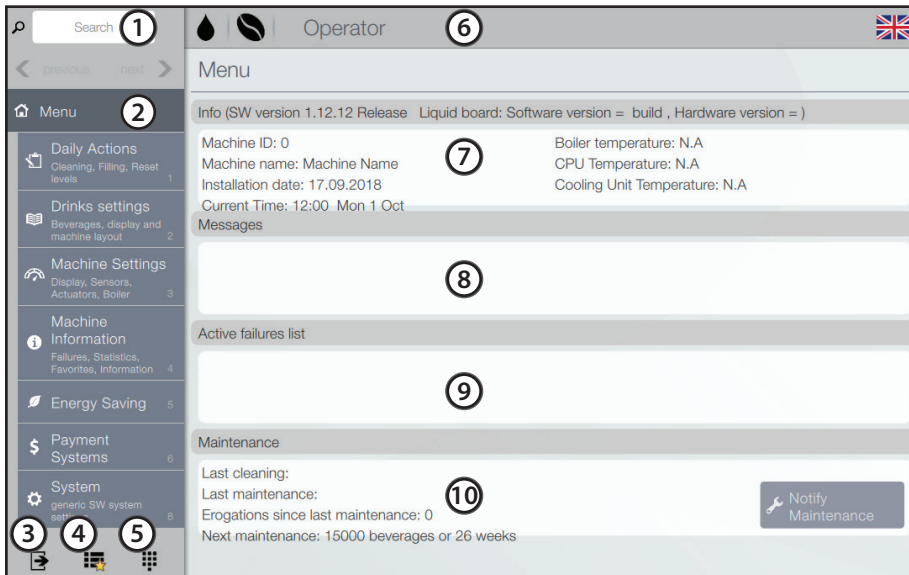 Search 1
previous next
Menu 2
Daily Actions
Cleaning, Filling, Reset
levels 1
Drinks settings
Beverages, display and
machine layout 2
Machine Settings
Display, Sensors,
Actuators, Boiler 3
Machine
Information
Failures, Statistics,
Favorites, Information 4
Energy Saving 5
Payment
Systems 6
System
generic SW system
8
3 4 5
Operator 6
Menu
Info (SW version 1.12.12 Release Liquid board: Software version = build , Hardware version = )
Machine ID: 0
Machine name: Machine Name
Installation date: 17.09.2018
Current Time: 12:00 Mon 1 Oct
7
Boiler temperature: N.A
CPU Temperature: N.A
Cooling Unit Temperature: N.A
Messages
8
Active failures list
9
Maintenance
Last cleaning:
Last maintenance:
Erogations since last maintenance: 0
Next maintenance: 15000 beverages or 26 weeks
10
Notify
Maintenance